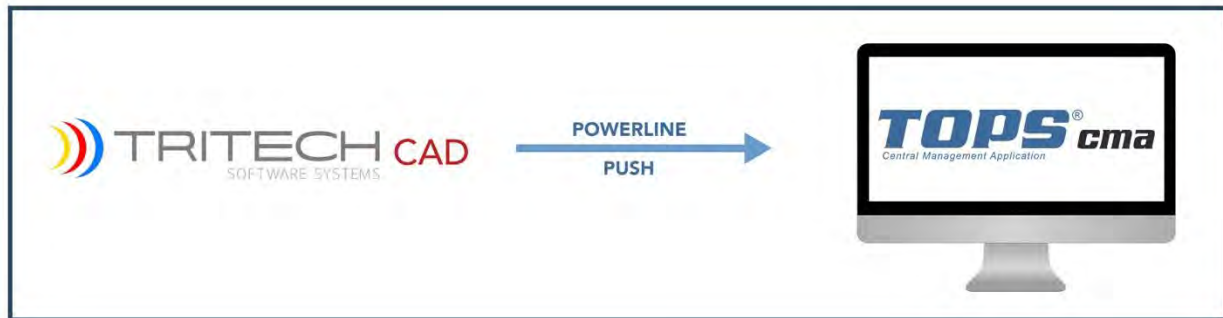 TRITECH CAD
SOFTWARE SYSTEMS
POWERLINE
PUSH
TOPS® cma
Central Management Application